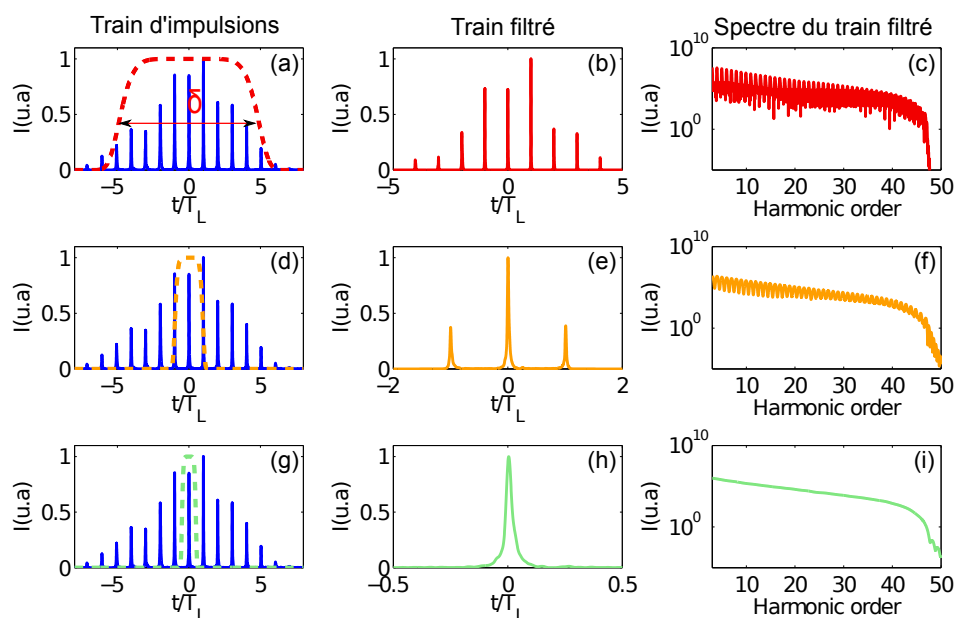 Train d'impulsions
Train filtré
Spectre du train filtré
(a)
δ
I(u.a)
1
0.5
0
−5 0 5
t/T_L
(b)
I(u.a)
1
0.5
0
−5 0 5
t/T_L
(c)
I(u.a)
10^10
10^0
10 20 30 40 50
Harmonic order
(d)
I(u.a)
1
0.5
0
−5 0 5
t/T_L
(e)
I(u.a)
1
0.5
0
−2 0 2
t/T_L
(f)
I(u.a)
10^10
10^0
10 20 30 40 50
Harmonic order
(g)
I(u.a)
1
0.5
0
−5 0 5
t/T_L
(h)
I(u.a)
1
0.5
0
−0.5 0 0.5
t/T_L
(i)
I(u.a)
10^10
10^0
10 20 30 40 50
Harmonic order